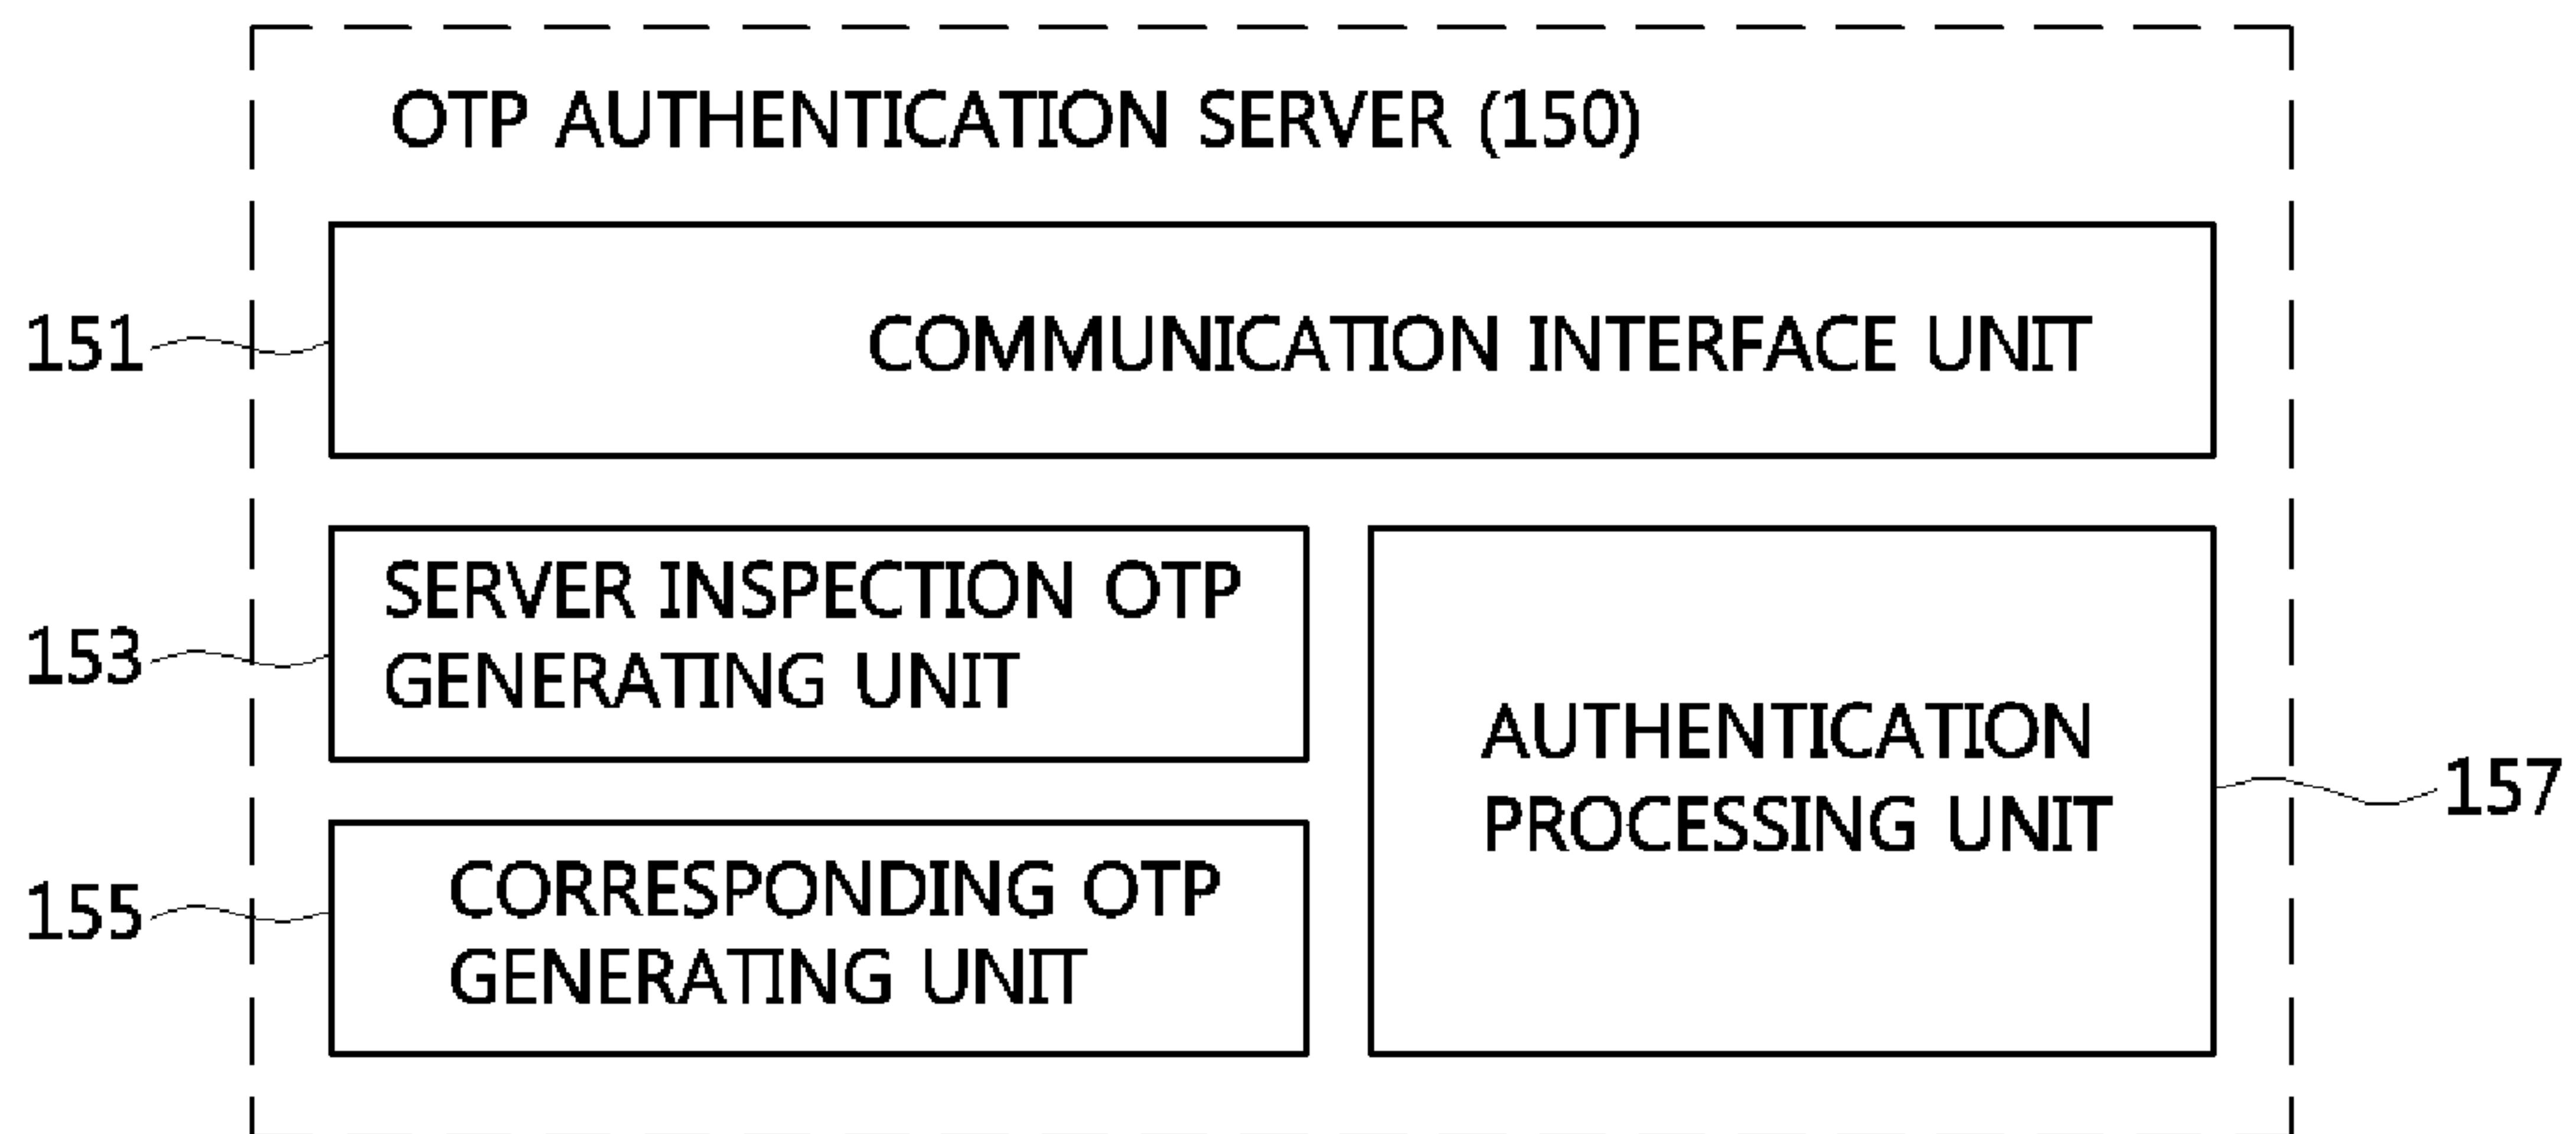 OTP AUTHENTICATION SERVER (150)
151
COMMUNICATION INTERFACE UNIT
153
SERVER INSPECTION OTP
GENERATING UNIT
155
CORRESPONDING OTP
GENERATING UNIT
AUTHENTICATION
PROCESSING UNIT
157